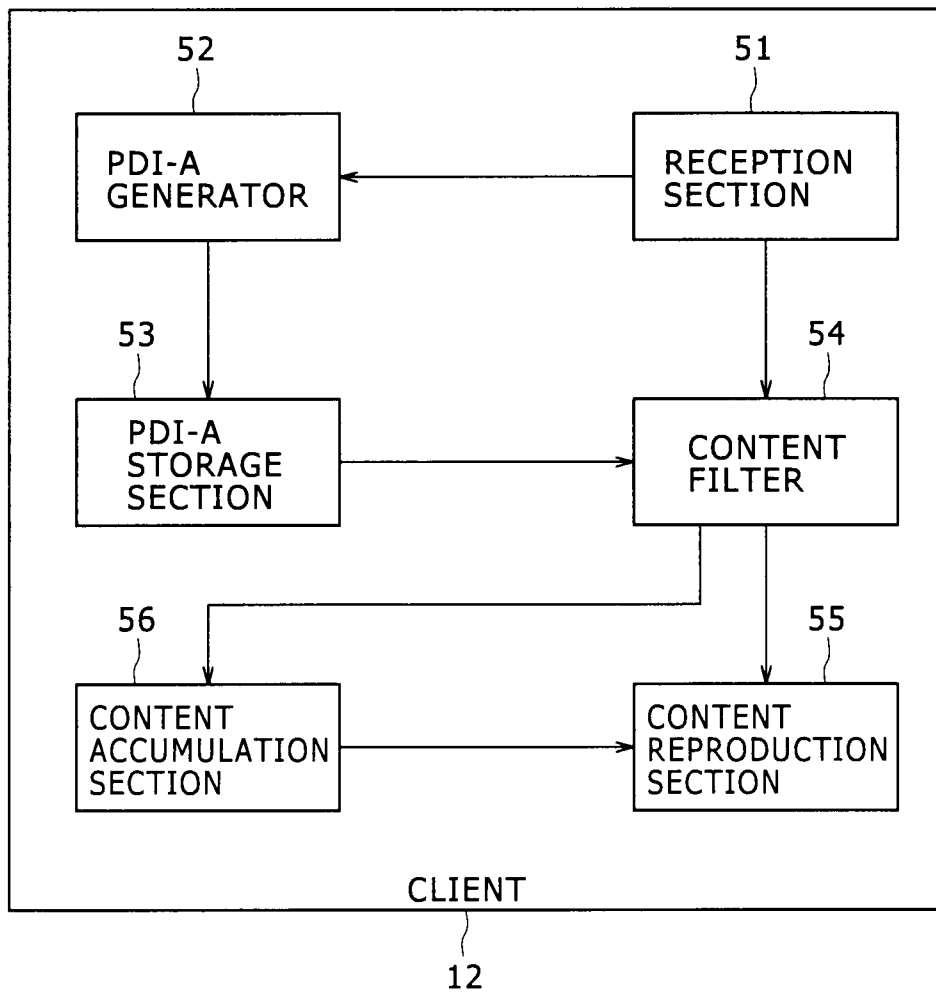 52
51
PDI-A
GENERATOR
RECEPTION
SECTION
53
54
PDI-A
STORAGE
SECTION
CONTENT
FILTER
56
55
CONTENT
ACCUMULATION
SECTION
CONTENT
REPRODUCTION
SECTION
CLIENT
12